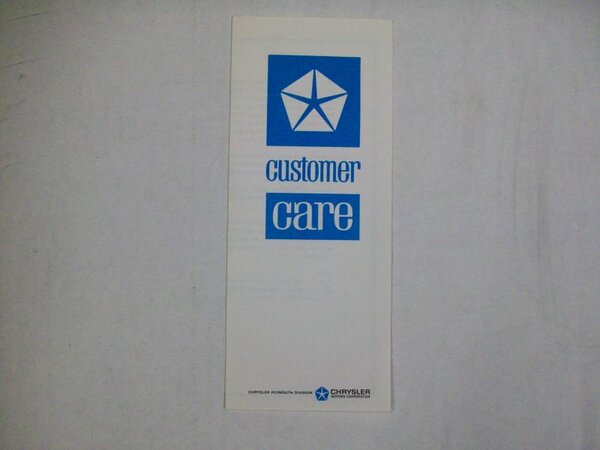 customer
care
CHRYSLER-PLYMOUTH DIVISION CHRYSLER
MOTORS CORPORATION